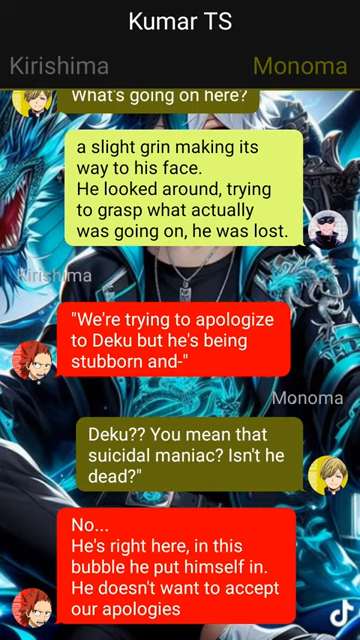 Kumar TS
Kirishima
Monoma
What's going on here?
a slight grin making its
way to his face.
He looked around, trying
to grasp what actually
was going on, he was lost.
Kirishima
"We're trying to apologize
to Deku but he's being
stubborn and-"
Monoma
Deku?? You mean that
suicidal maniac? Isn't he
dead?"
No...
He's right here, in this
bubble he put himself in.
He doesn't want to accept
our apologies